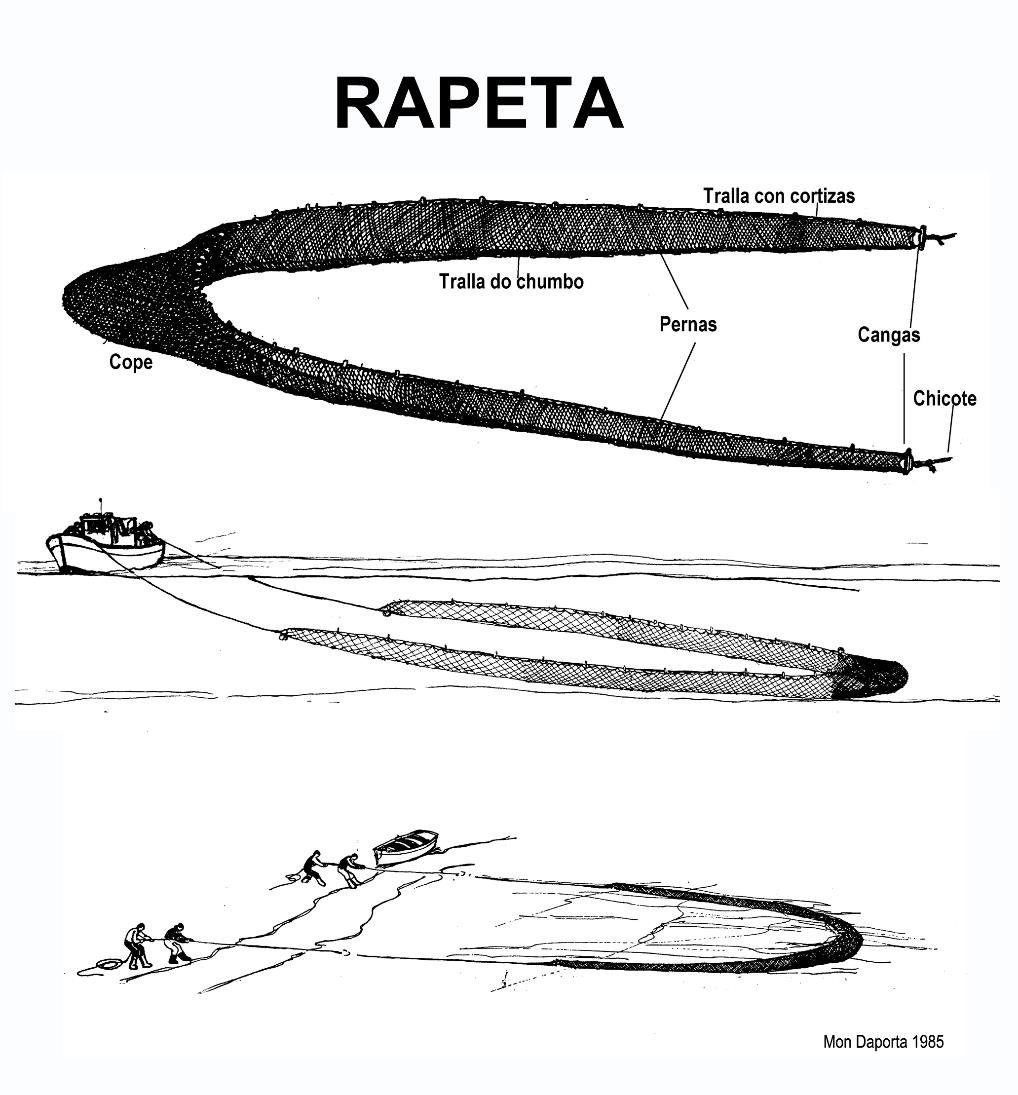 RAPETA
Tralla con cortizas
Tralla do chumbo
Pernas
Cangas
Cope
Chicote
Mon Daporta 1985